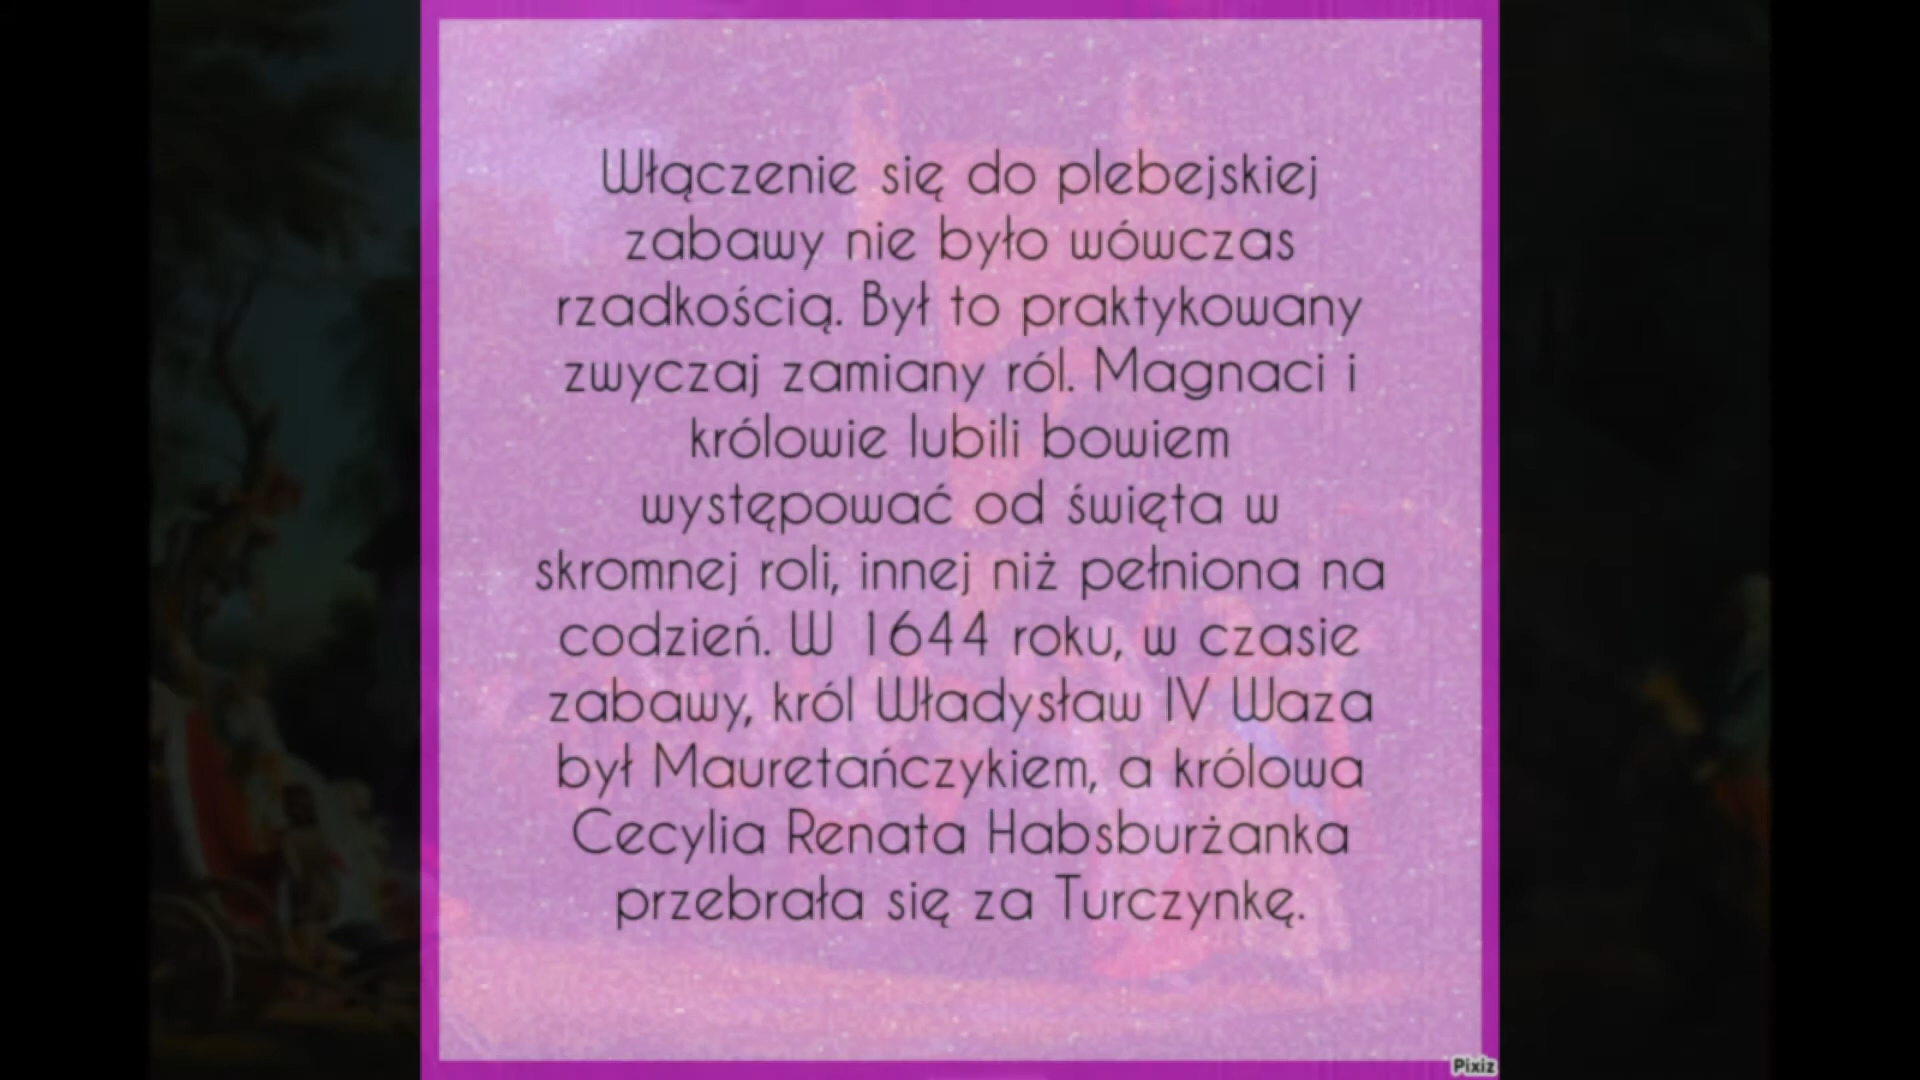 Włączenie się do plebejskiej
zabawy nie było wówczas
rzadkością. Był to praktykowany
zwyczaj zamiany ról. Magnaci i
królowie lubili bowiem
występować od święta w
skromnej roli, innej niż pełniona na
codzień. W 1644 roku, w czasie
zabawy, król Władysław IV Waza
był Mauretańczykiem, a królowa
Cecylia Renata Habsburżanka
przebrała się za Turczynkę.
Pixiz